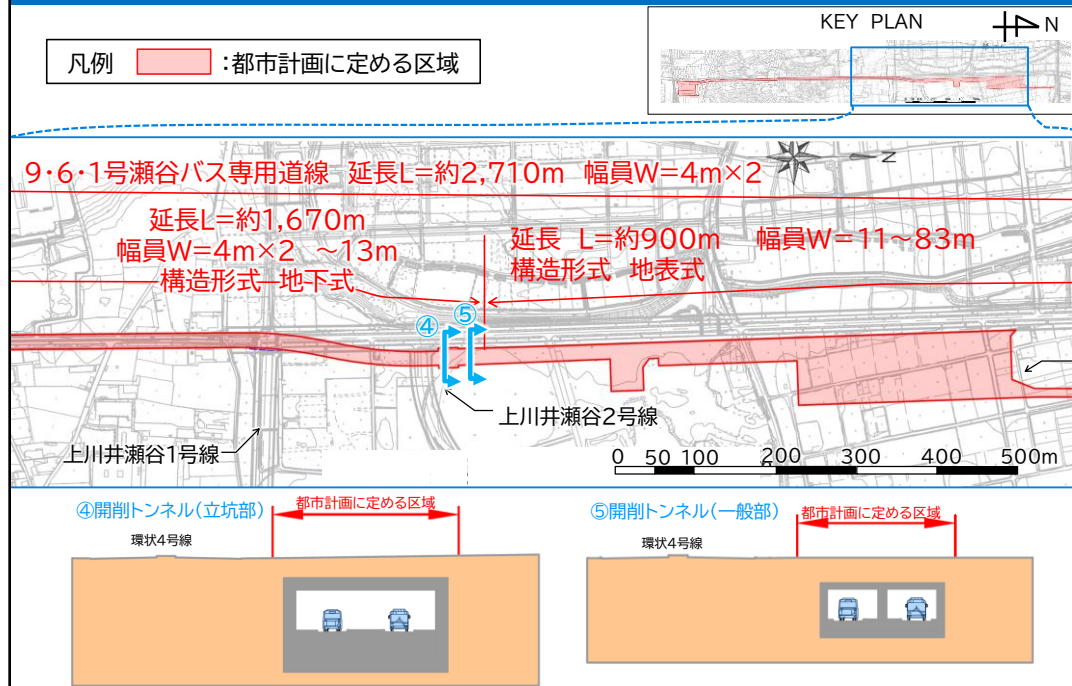 KEY PLAN
N
凡例 :都市計画に定める区域
9・6・1号瀬谷バス専用道線 延長L=約2,710m 幅員W=4m×2
N
延長L=約1,670m
幅員W=4m×2 ～13m
構造形式 地下式
延長 L=約900m 幅員W=11～83m
構造形式 地表式
④
⑤
上川井瀬谷2号線
上川井瀬谷1号線
0 50 100 200 300 400 500m
④開削トンネル(立坑部)
都市計画に定める区域
環状4号線
⑤開削トンネル(一般部)
都市計画に定める区域
環状4号線